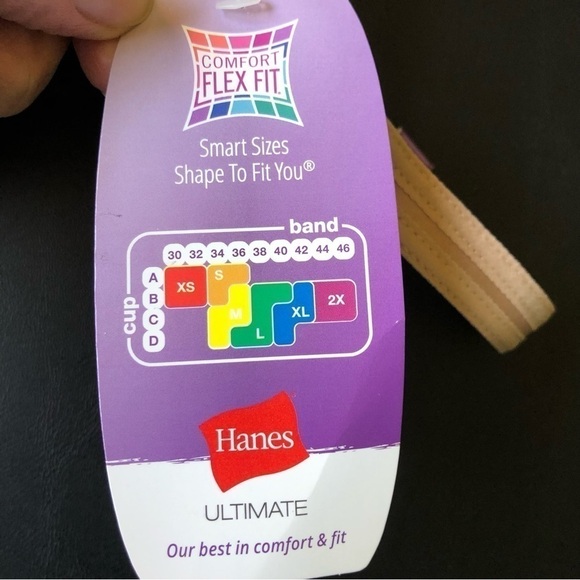 COMFORT
FLEX FIT®
Smart Sizes
Shape To Fit You®
band
30 32 34 36 38 40 42 44 46
cup
A
B
C
D
XS
S
M
L
XL
2X
Hanes
ULTIMATE
Our best in comfort & fit